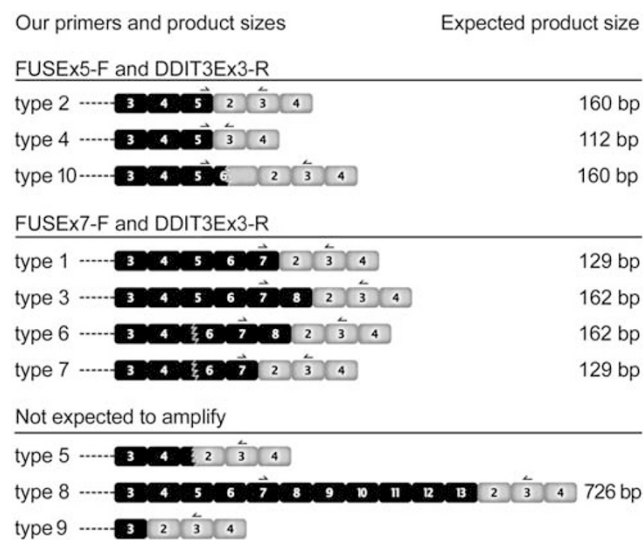 Our primers and product sizes Expected product size
FUSEx5-F and DDIT3Ex3-R
type 2 3 4 5 2 3 4 160 bp
type 4 3 4 5 3 4 112 bp
type 10 3 4 5 6 2 3 4 160 bp
FUSEx7-F and DDIT3Ex3-R
type 1 3 4 5 6 7 2 3 4 129 bp
type 3 3 4 5 6 7 8 2 3 4 162 bp
type 6 3 4 6 7 8 2 3 4 162 bp
type 7 3 4 6 7 2 3 4 129 bp
Not expected to amplify
type 5 3 4 2 3 4
type 8 3 4 5 6 7 8 9 10 11 12 13 2 3 4 726 bp
type 9 3 2 3 4